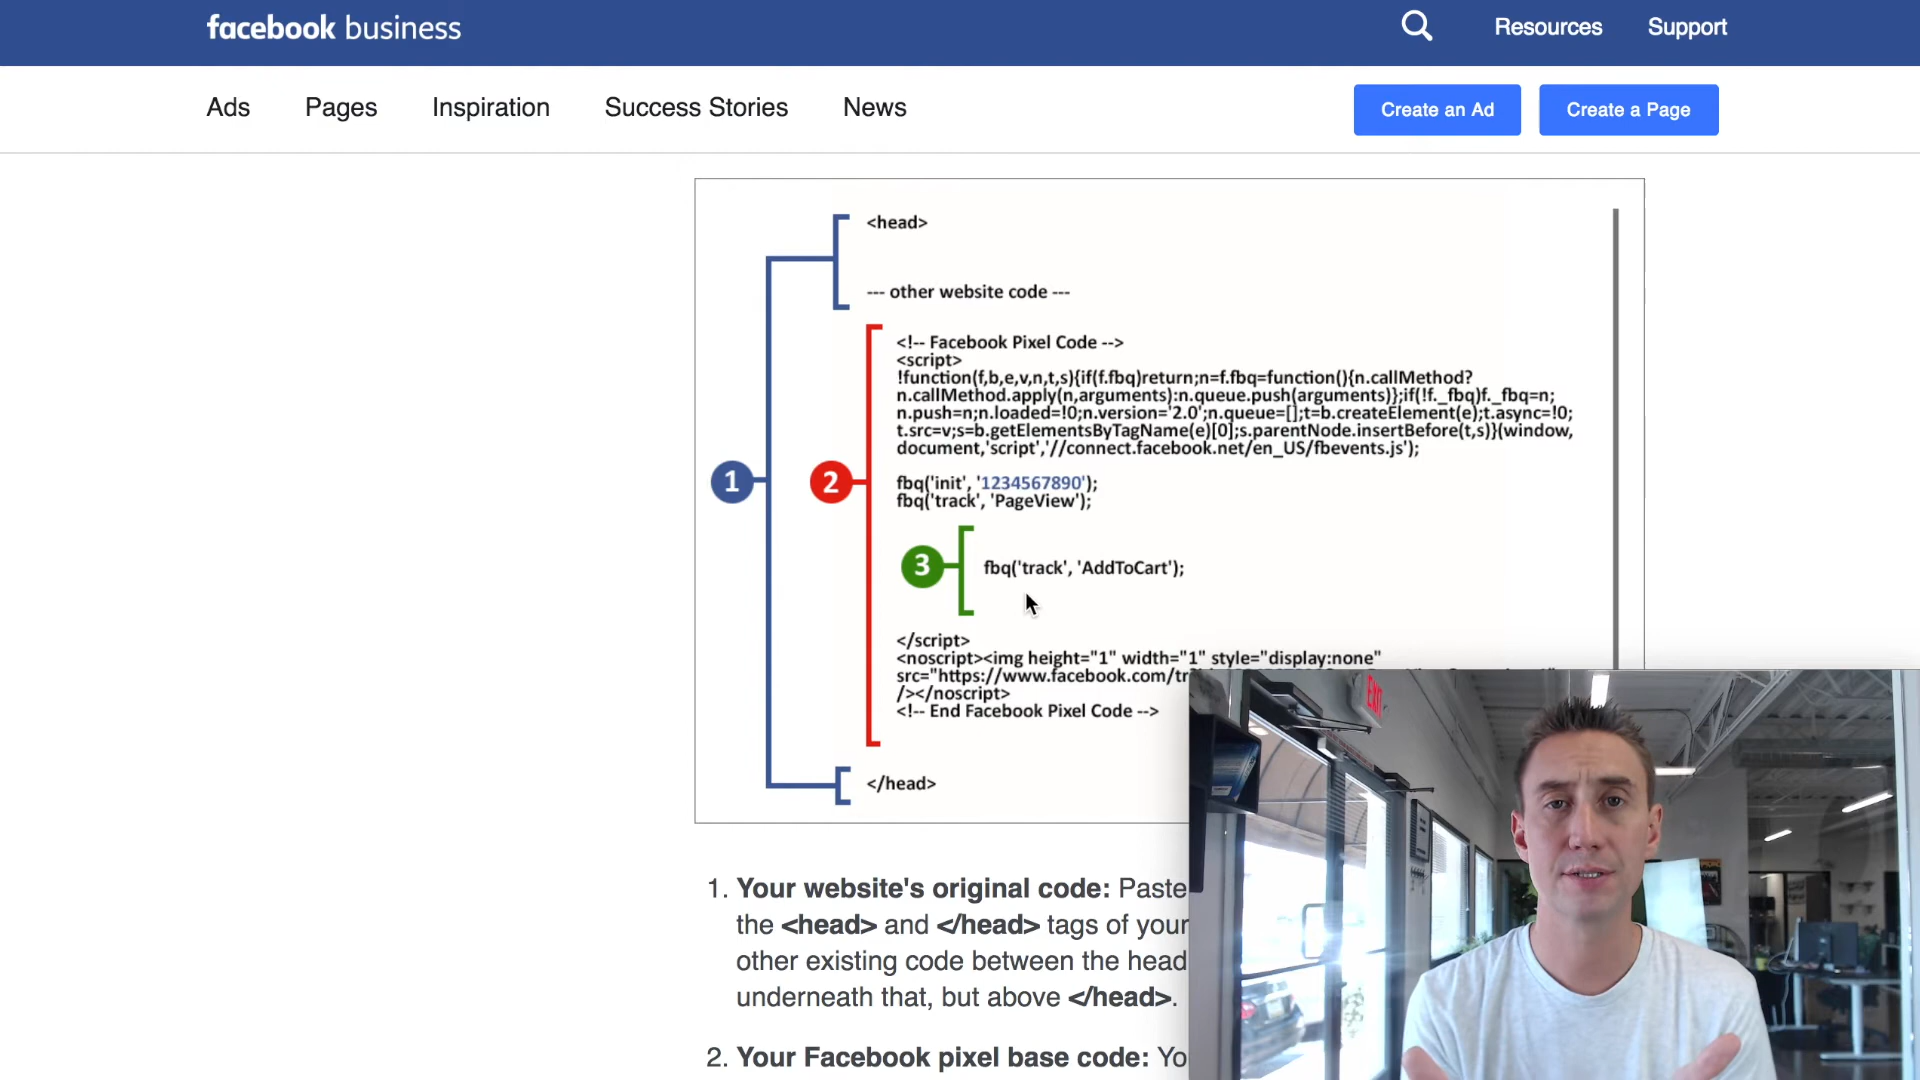 facebook business
Resources
Support
Ads
Pages
Inspiration
Success Stories
News
Create an Ad
Create a Page
<head>
--- other website code ---
<!-- Facebook Pixel Code -->
<script>
!function(f,b,e,v,n,t,s){if(f.fbq)return;n=f.fbq=function(){n.callMethod?
n.callMethod.apply(n,arguments):n.queue.push(arguments)};if(!f._fbq)f._fbq=n;
n.push=n;n.loaded=!0;n.version='2.0';n.queue=[];t=b.createElement(e);t.async=!0;
t.src=v;s=b.getElementsByTagName(e)[0];s.parentNode.insertBefore(t,s)}(window,
document,'script','//connect.facebook.net/en_US/fbevents.js');
1
2
fbq('init', '1234567890');
fbq('track', 'PageView');
3
fbq('track', 'AddToCart');
</script>
<noscript><img height="1" width="1" style="display:none"
src="https://www.facebook.com/tr
/></noscript>
<!-- End Facebook Pixel Code -->
</head>
EXIT
1. Your website's original code: Paste
the <head> and </head> tags of your
other existing code between the head
underneath that, but above </head>.
2. Your Facebook pixel base code: Yo